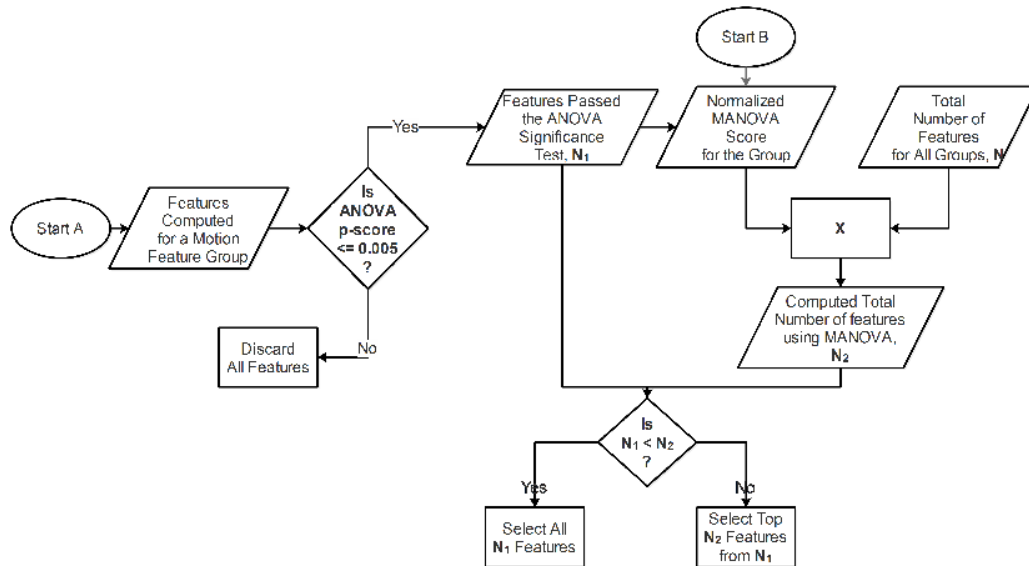 Start B
Features Passed
the ANOVA
Significance
Test, N₁
Normalized
MANOVA
Score
for the Group
Total
Number of
Features
for All Groups, N
Yes
Start A
Features
Computed
for a Motion
Feature Group
Is
ANOVA
p-score
<= 0.005
?
X
No
Discard
All Features
Computed Total
Number of features
using MANOVA,
N₂
Is
N₁ < N₂
?
Yes
No
Select All
N₁ Features
Select Top
N₂ Features
from N₁